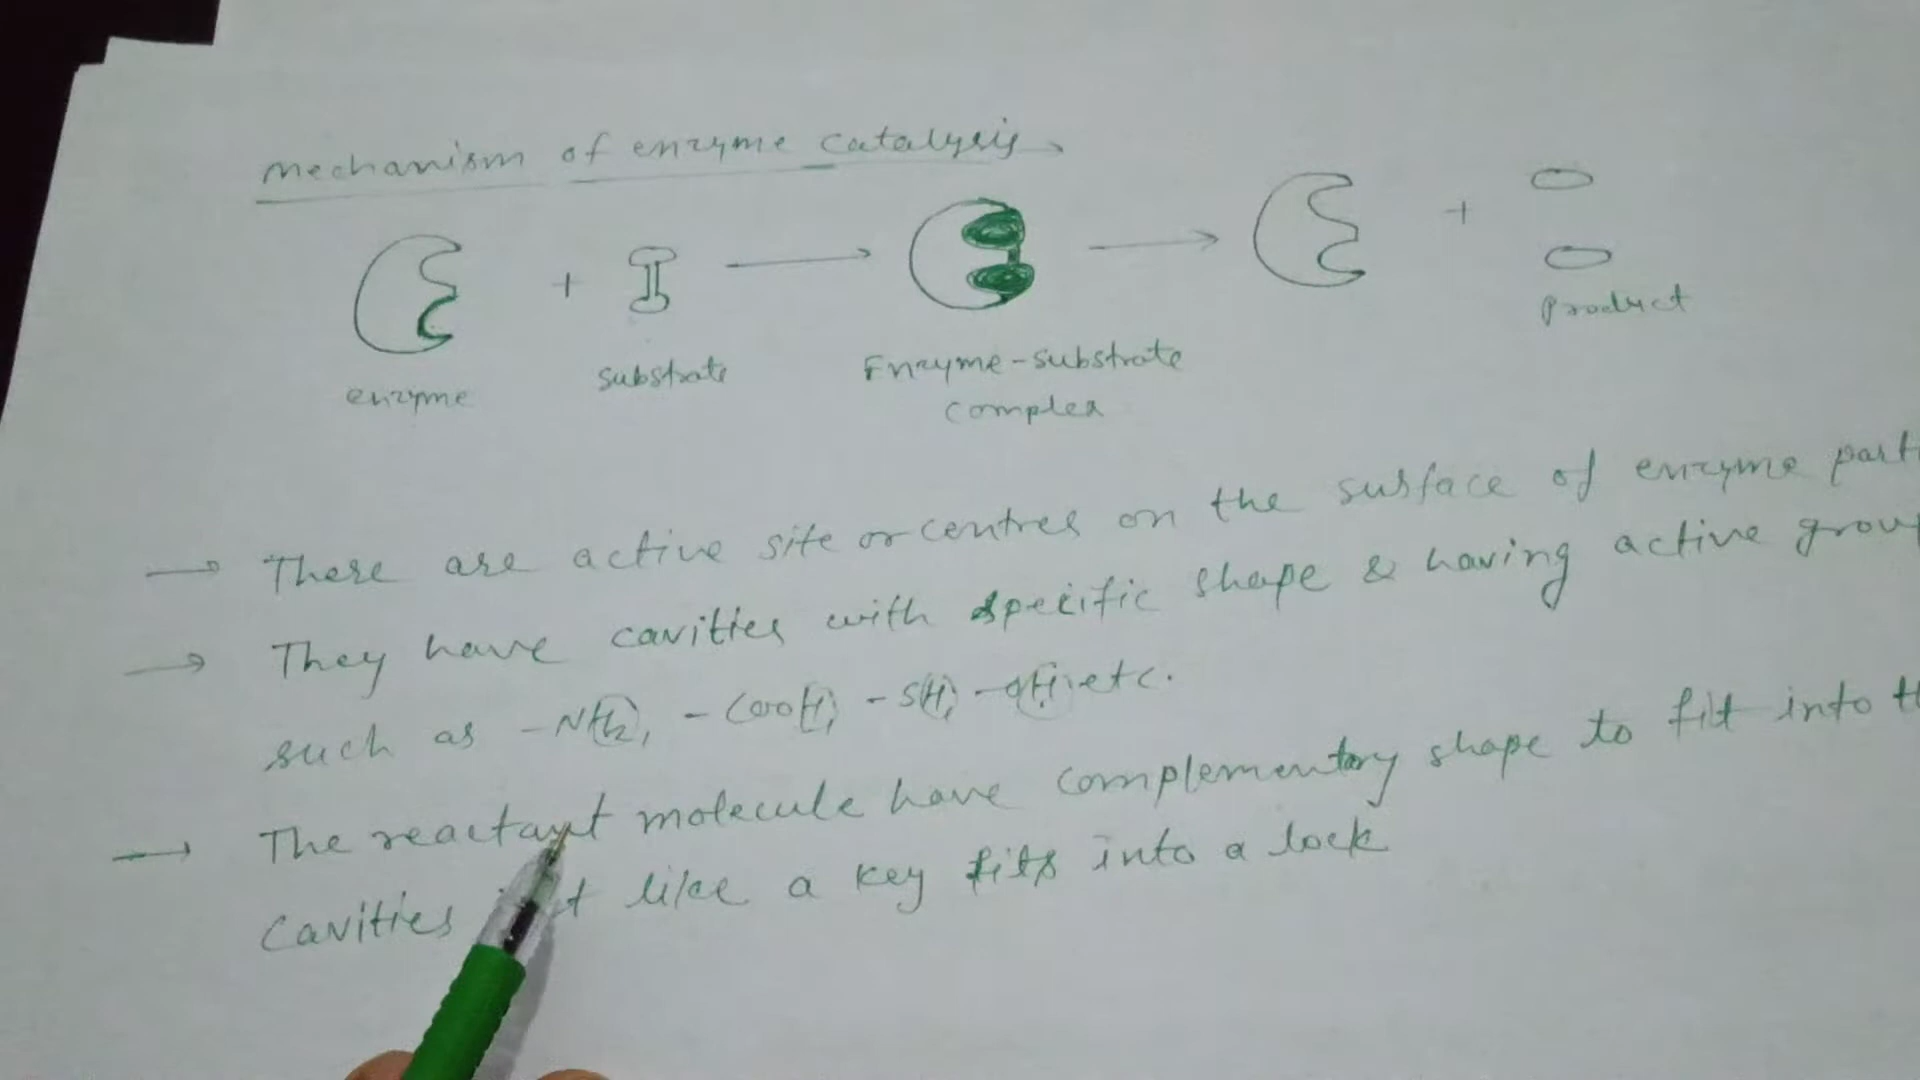 mechanism of enzyme catalysis
+
+
enzyme
substrate
Enzyme-substrate
complex
product
There are active site or centres on the surface of enzyme part
They have cavities with specific shape & having active grou
such as -NH2, -COOH, -SH, -OH etc.
The reactant molecule have complementory shape to fit into th
cavities like a key fits into a lock